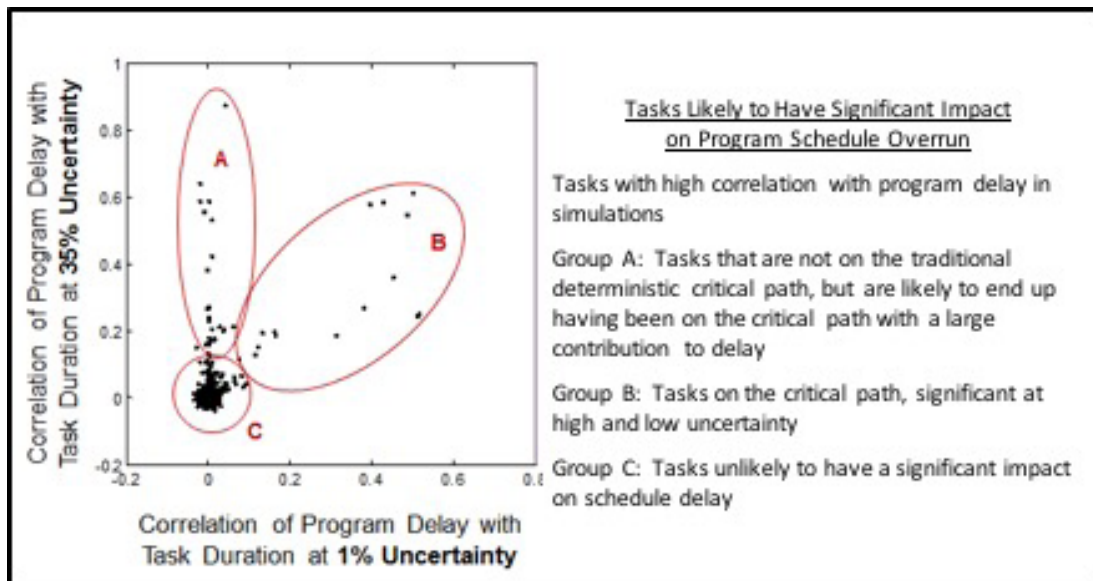 Correlation of Program Delay with
Task Duration at 35% Uncertainty
1
0.8
0.6
0.4
0.2
0
-0.2
-0.2
0
0.2
0.4
0.6
A
B
C
Correlation of Program Delay with
Task Duration at 1% Uncertainty
Tasks Likely to Have Significant Impact
on Program Schedule Overrun
Tasks with high correlation with program delay in
simulations
Group A: Tasks that are not on the traditional
deterministic critical path, but are likely to end up
having been on the critical path with a large
contribution to delay
Group B: Tasks on the critical path, significant at
high and low uncertainty
Group C: Tasks unlikely to have a significant impact
on schedule delay